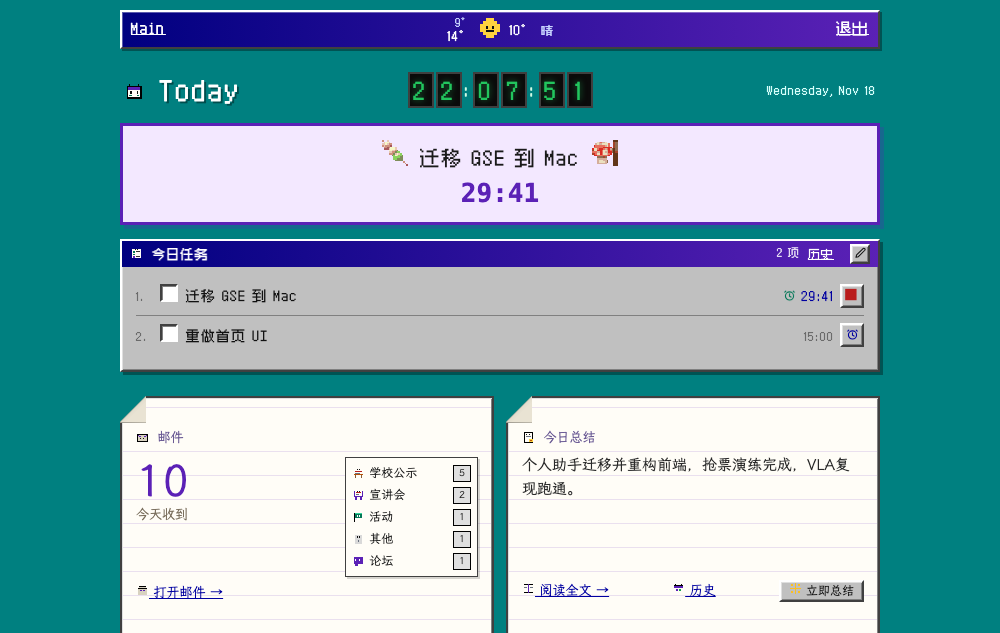 Main
9°
14°
10° 晴
退出
Today
22:07:51
Wednesday, Nov 18
迁移 GSE 到 Mac
29:41
今日任务
2 项 历史
1. 迁移 GSE 到 Mac 29:41
2. 重做首页 UI 15:00
邮件
10
今天收到
学校公示 5
宣讲会 2
活动 1
其他 1
论坛 1
打开邮件 →
今日总结
个人助手迁移并重构前端，抢票演练完成，VLA复
现跑通。
阅读全文 → 历史 立即总结